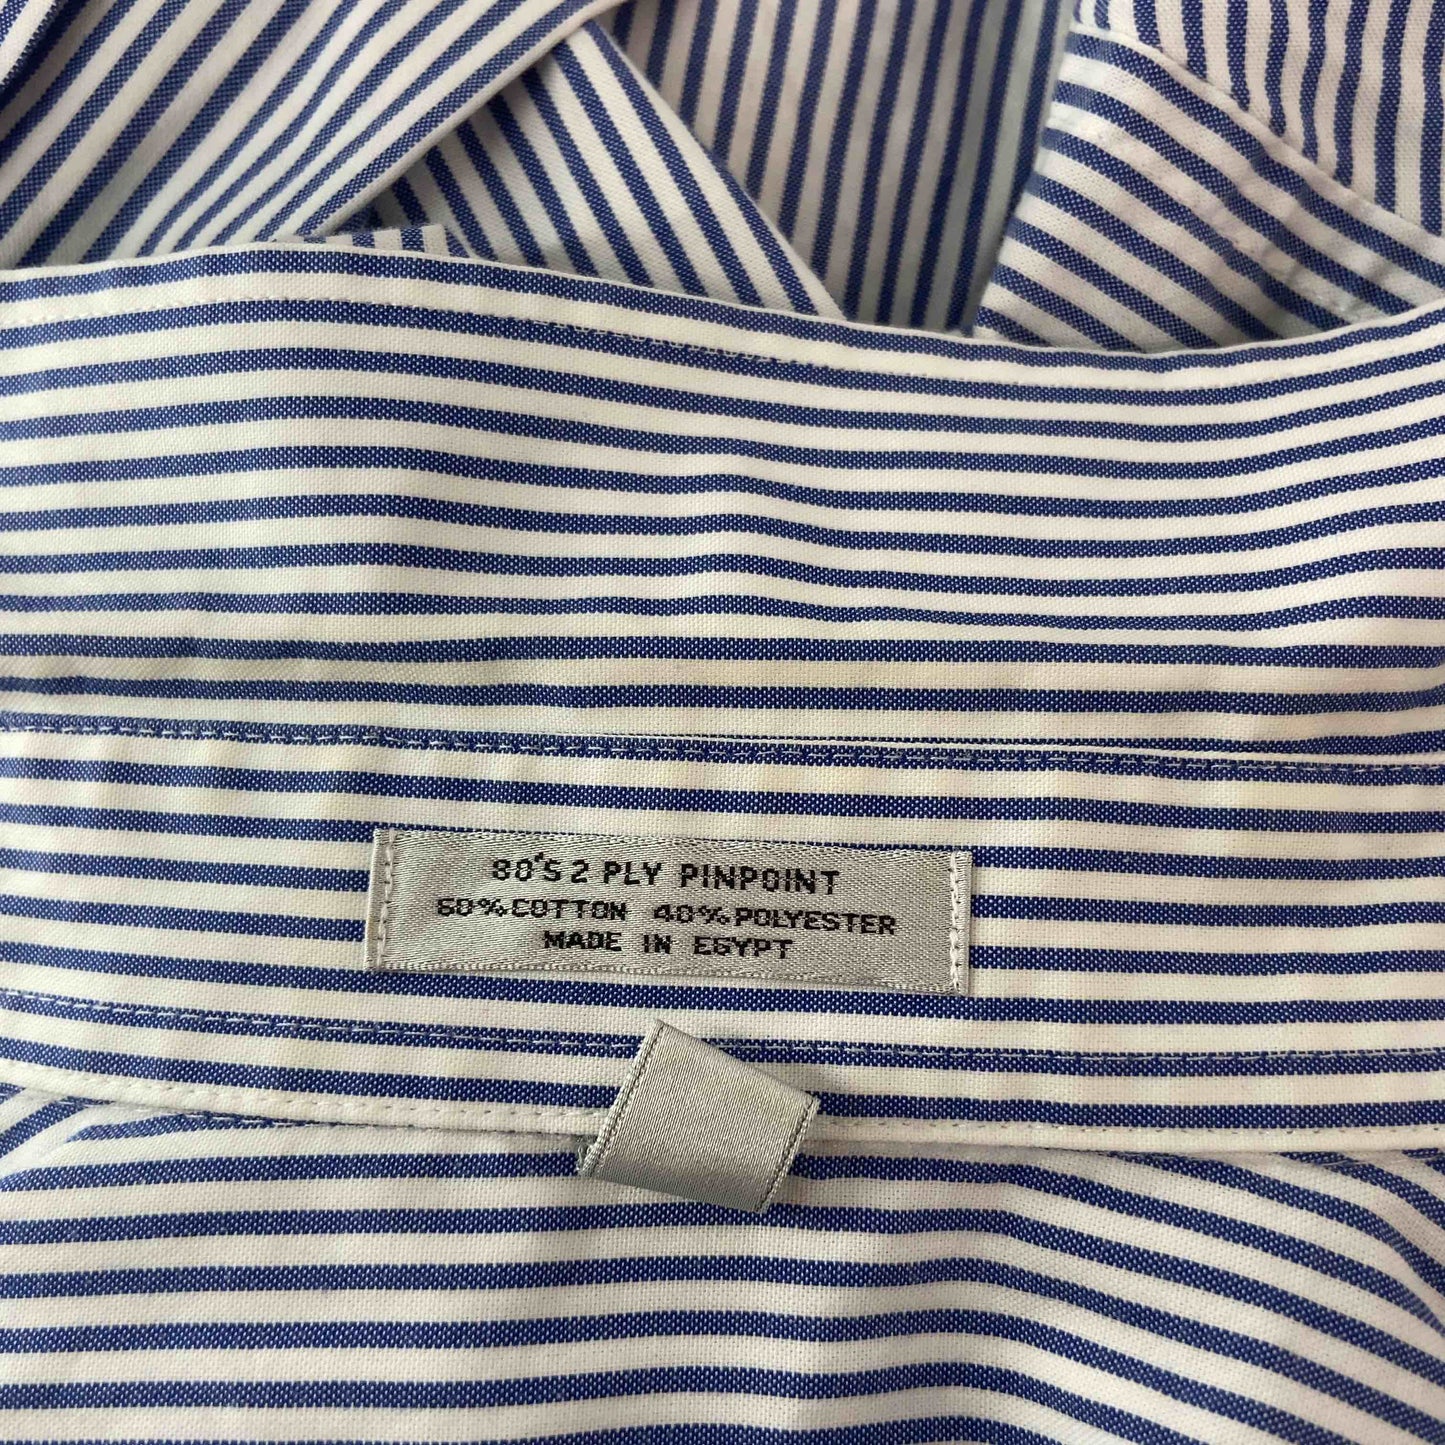 80'S 2 PLY PINPOINT
60% COTTON 40% POLYESTER
MADE IN EGYPT